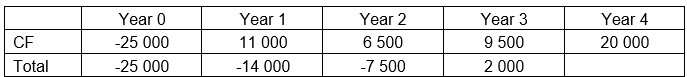 Year 0 Year 1 Year 2 Year 3 Year 4
CF -25 000 11 000 6 500 9 500 20 000
Total -25 000 -14 000 -7 500 2 000